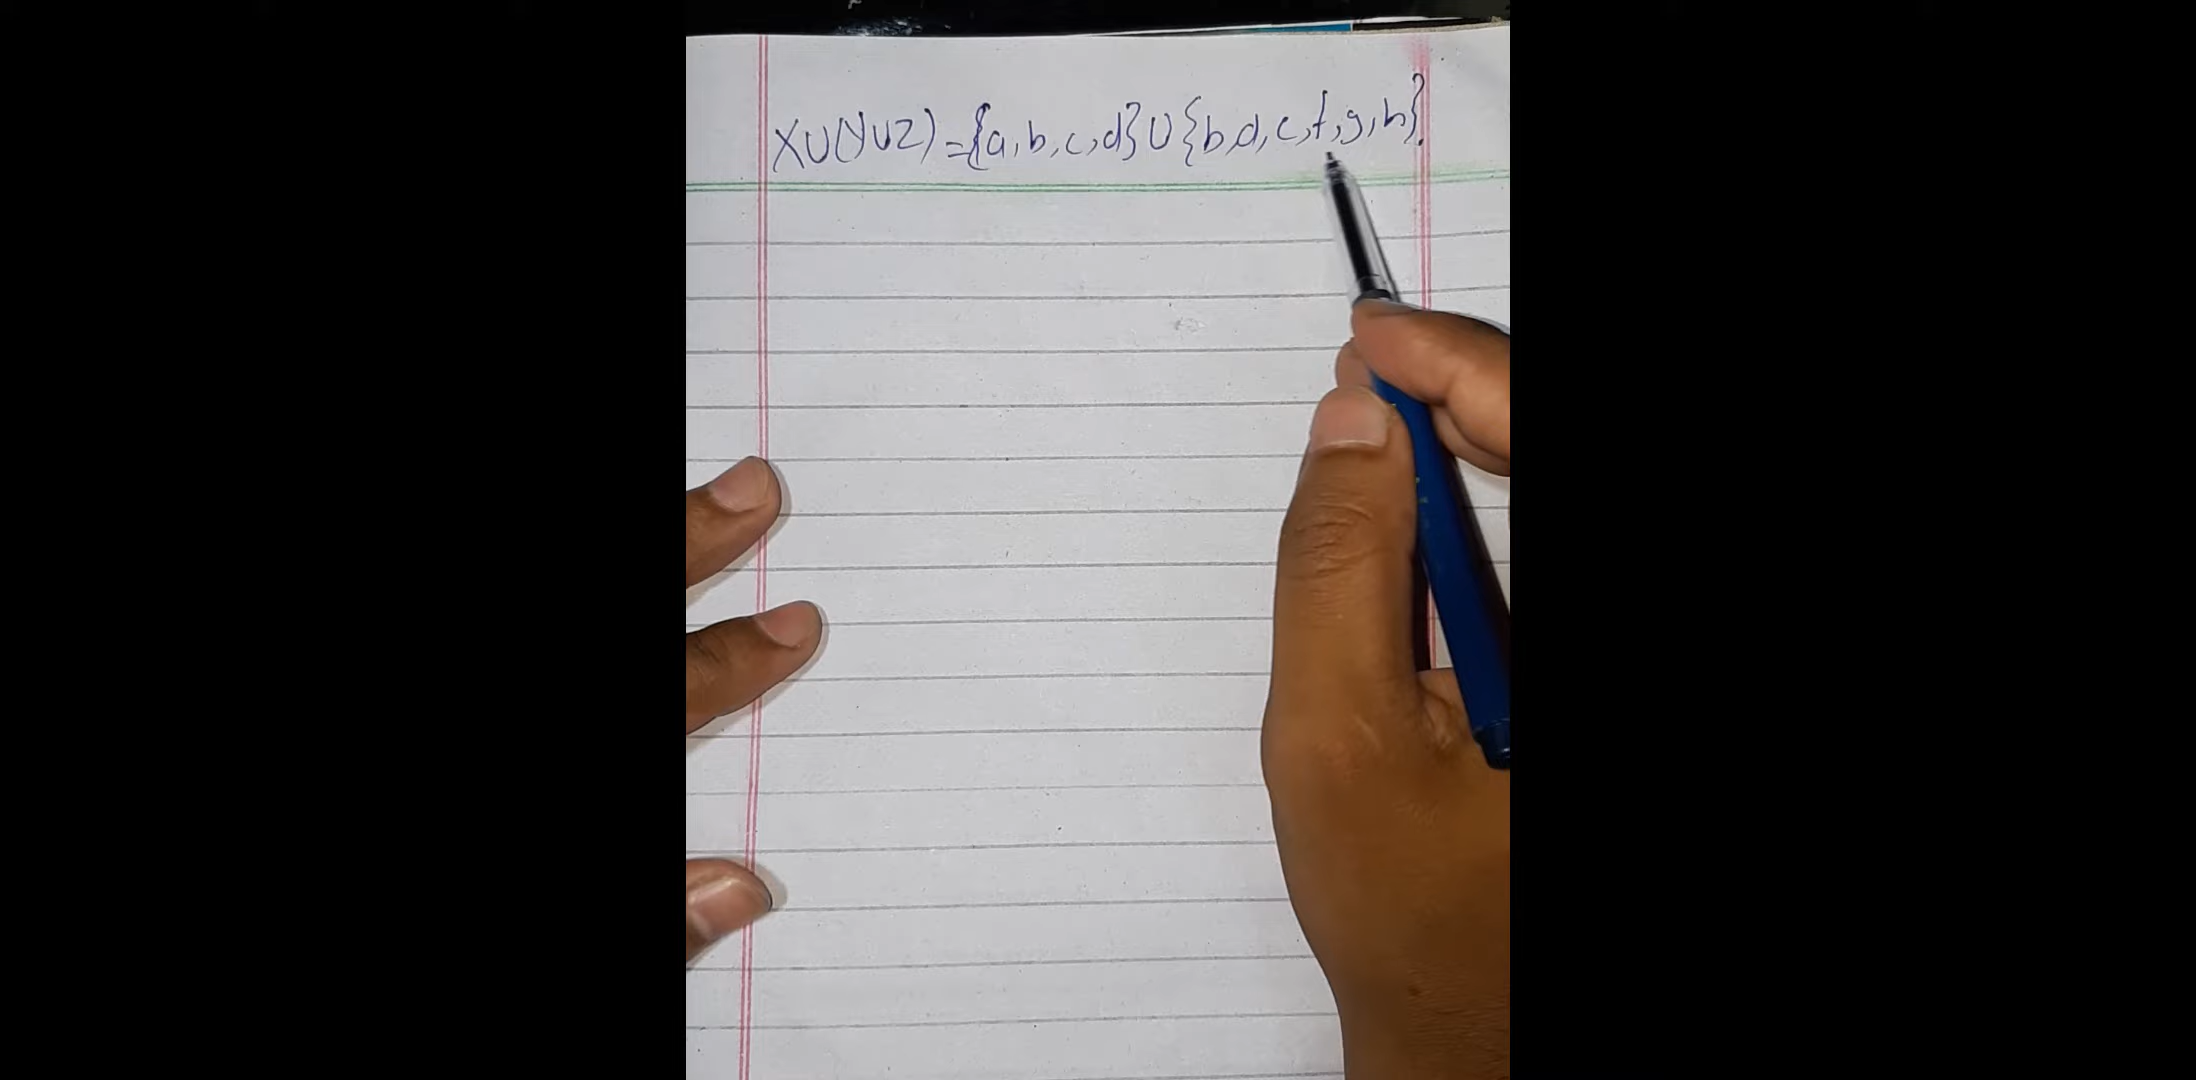 XU(YUZ) = {a, b, c, d} U {b, d, c, f, g, h}